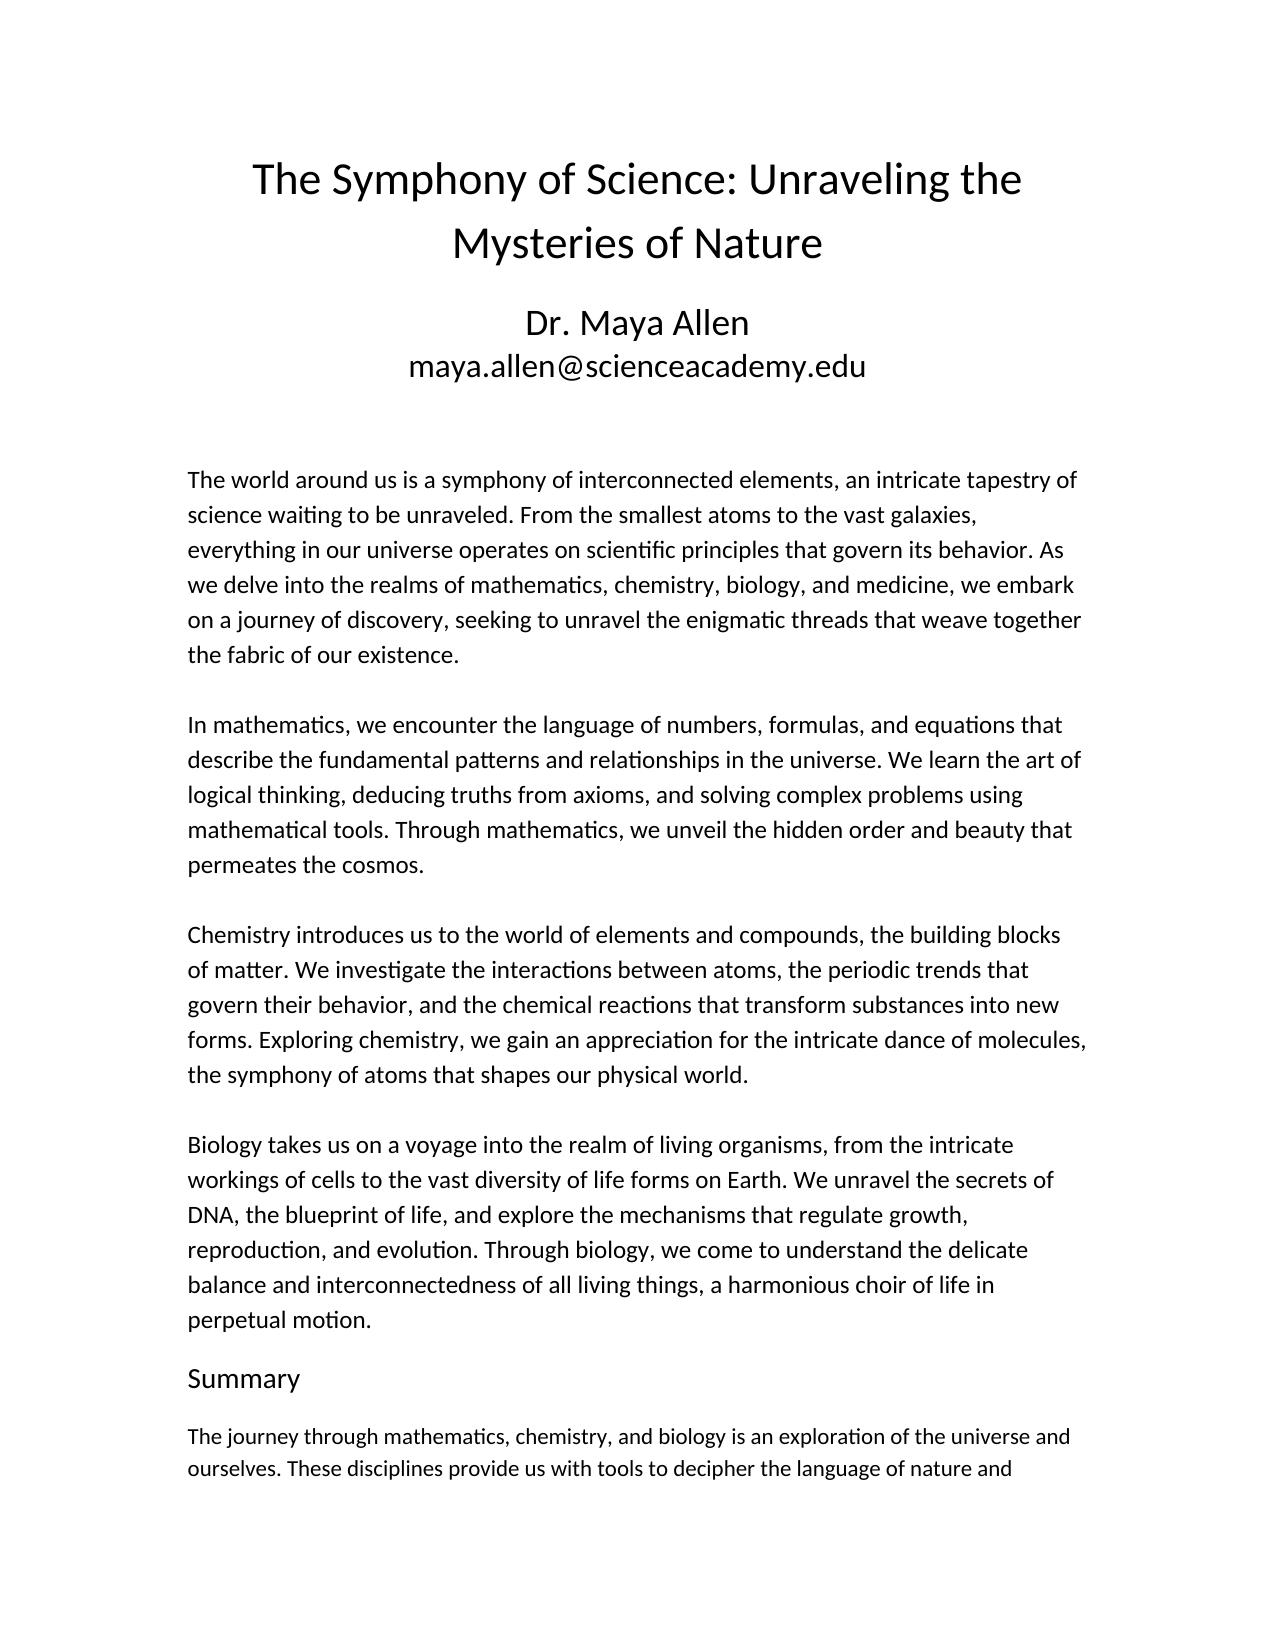 The Symphony of Science: Unraveling the
Mysteries of Nature
Dr. Maya Allen
maya.allen@scienceacademy.edu
The world around us is a symphony of interconnected elements, an intricate tapestry of
science waiting to be unraveled. From the smallest atoms to the vast galaxies,
everything in our universe operates on scientific principles that govern its behavior. As
we delve into the realms of mathematics, chemistry, biology, and medicine, we embark
on a journey of discovery, seeking to unravel the enigmatic threads that weave together
the fabric of our existence.
In mathematics, we encounter the language of numbers, formulas, and equations that
describe the fundamental patterns and relationships in the universe. We learn the art of
logical thinking, deducing truths from axioms, and solving complex problems using
mathematical tools. Through mathematics, we unveil the hidden order and beauty that
permeates the cosmos.
Chemistry introduces us to the world of elements and compounds, the building blocks
of matter. We investigate the interactions between atoms, the periodic trends that
govern their behavior, and the chemical reactions that transform substances into new
forms. Exploring chemistry, we gain an appreciation for the intricate dance of molecules,
the symphony of atoms that shapes our physical world.
Biology takes us on a voyage into the realm of living organisms, from the intricate
workings of cells to the vast diversity of life forms on Earth. We unravel the secrets of
DNA, the blueprint of life, and explore the mechanisms that regulate growth,
reproduction, and evolution. Through biology, we come to understand the delicate
balance and interconnectedness of all living things, a harmonious choir of life in
perpetual motion.
Summary
The journey through mathematics, chemistry, and biology is an exploration of the universe and
ourselves. These disciplines provide us with tools to decipher the language of nature and